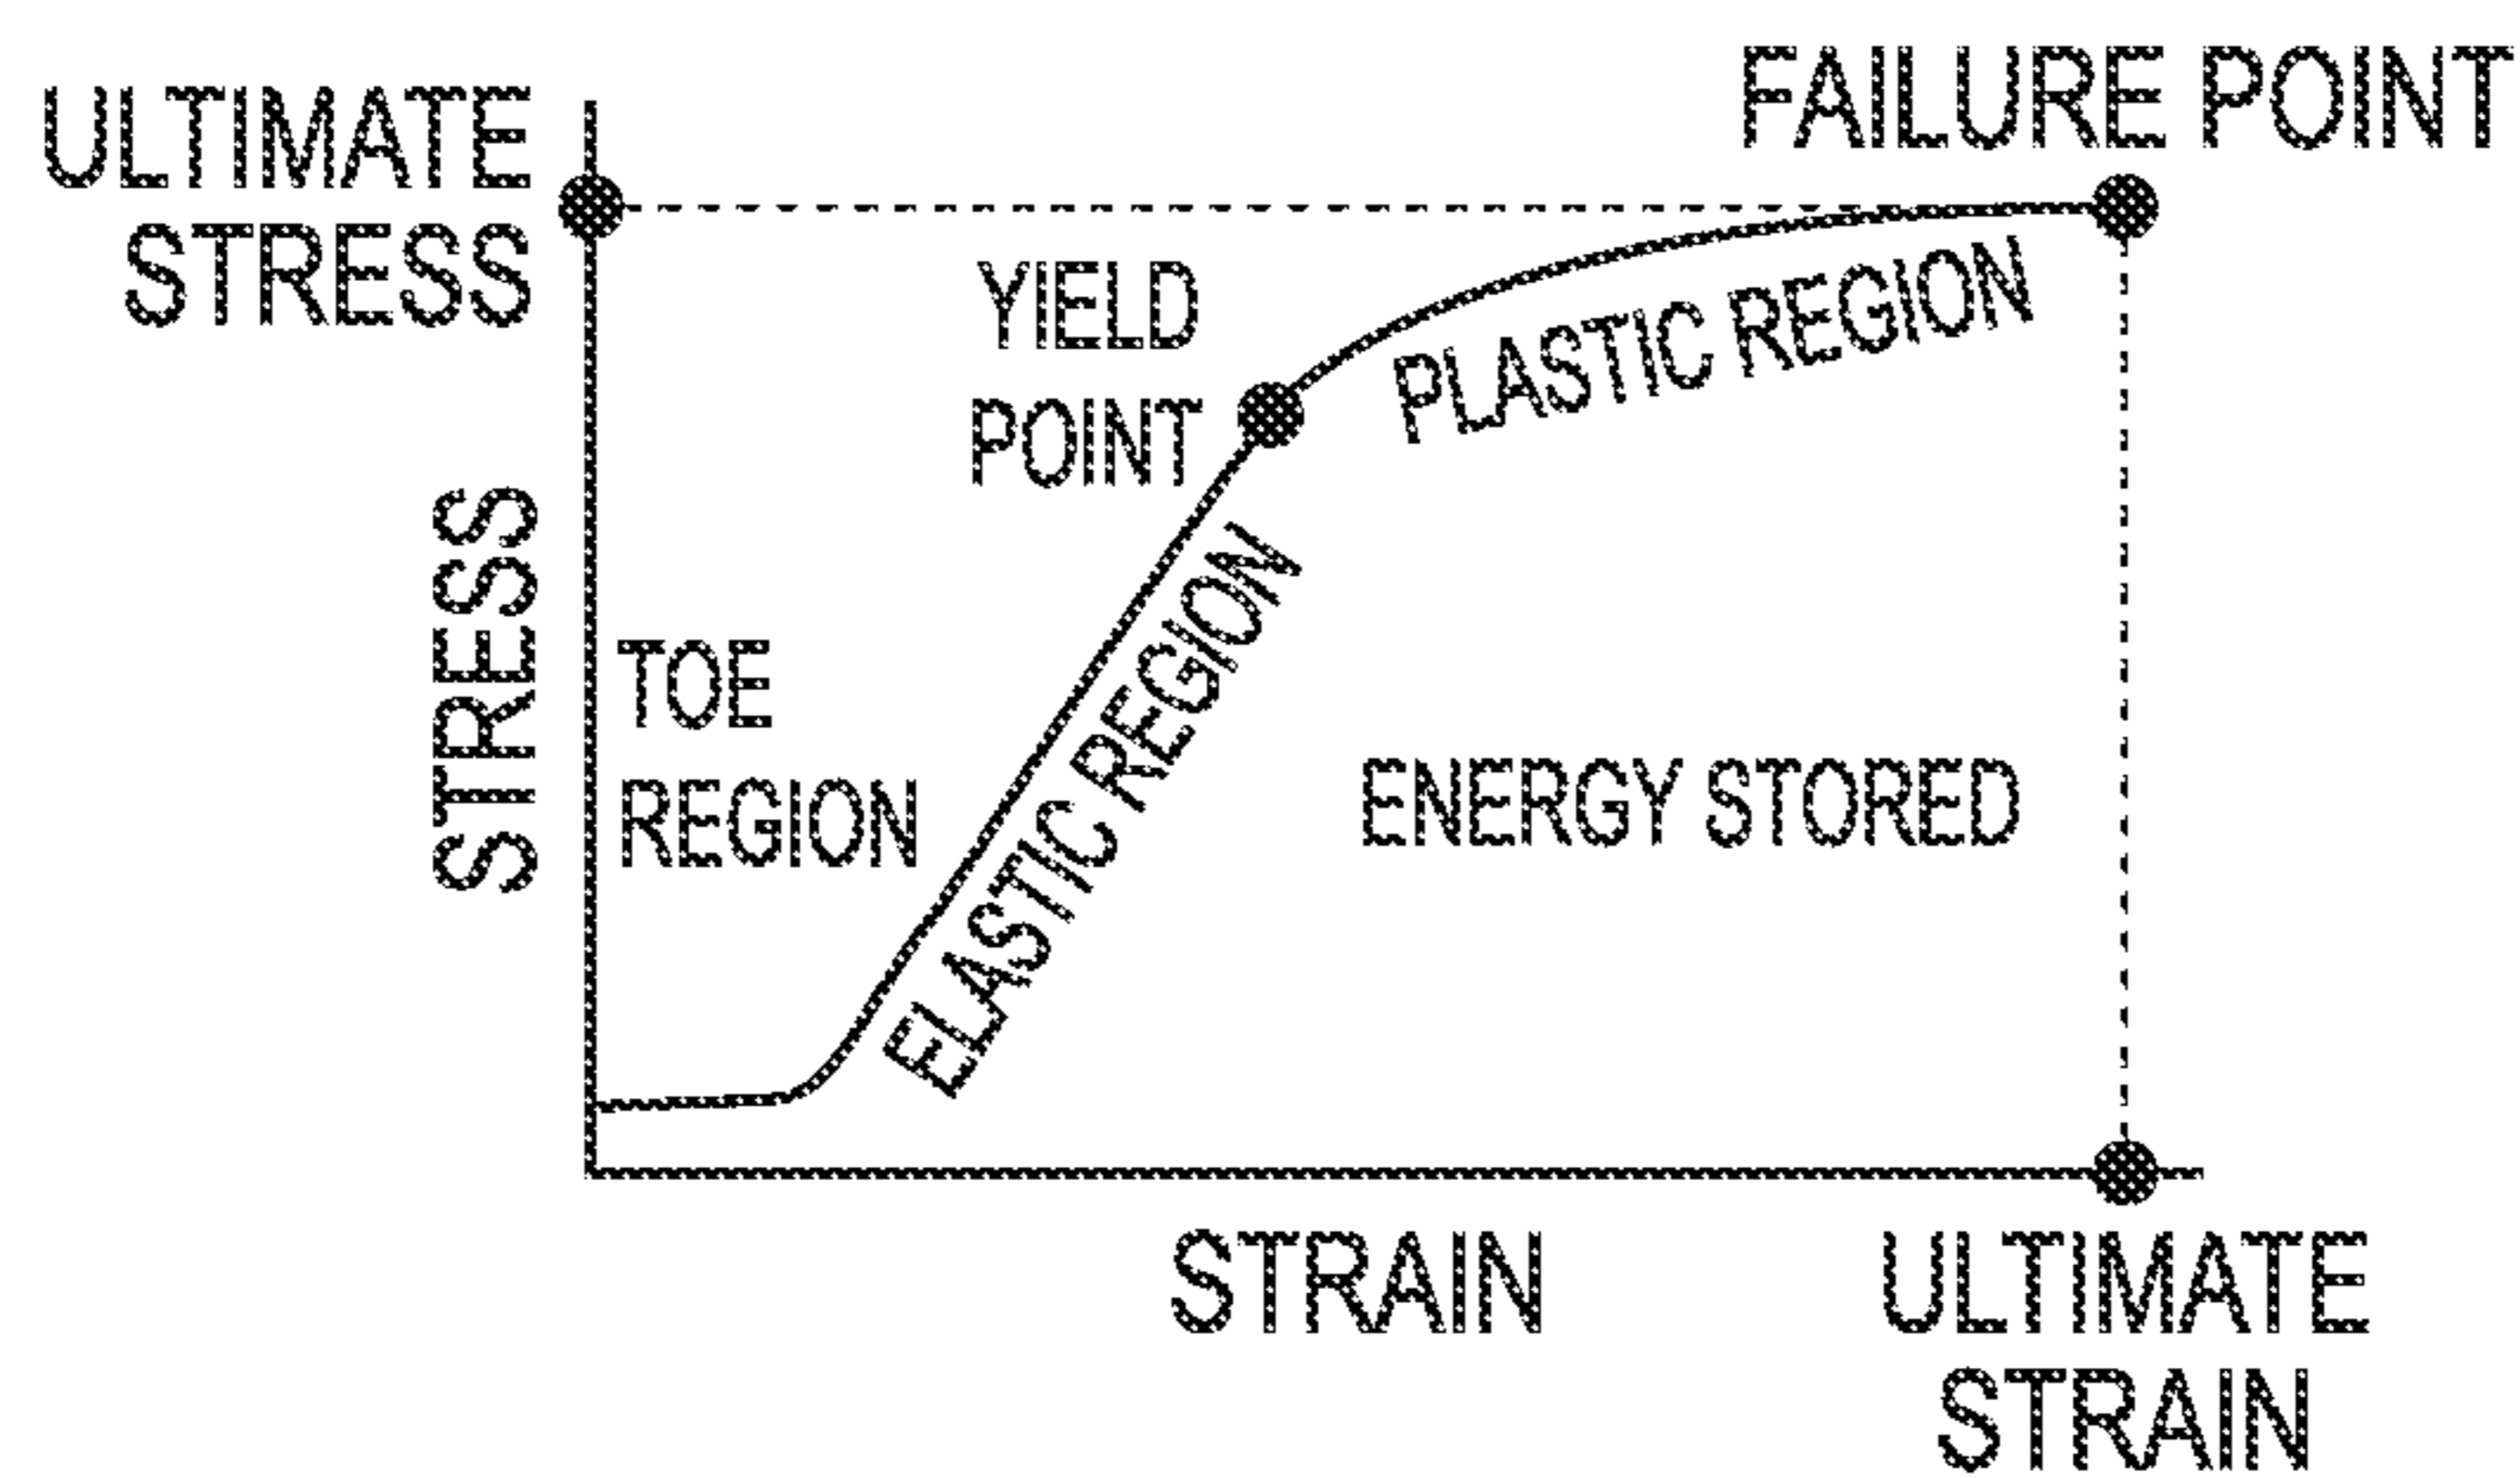 ULTIMATE
STRESS
FAILURE POINT
YIELD
POINT
PLASTIC REGION
STRESS
TOE
REGION
ELASTIC REGION
ENERGY STORED
STRAIN
ULTIMATE
STRAIN